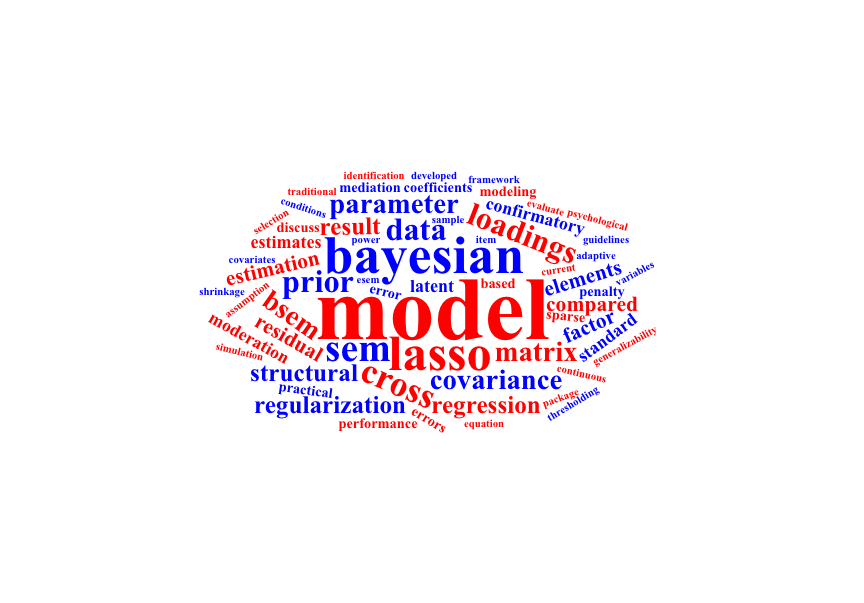 identification developed framework
traditional mediation coefficients modeling
conditions parameter confirmatory evaluate psychological
selection discuss result data sample loadings guidelines
estimates power bayesian item adaptive
covariates estimation esem current elements variables
shrinkage prior error latent based penalty
assumption bsem model compared
moderation residual sparse factor standard generalizability
simulation sem lasso matrix
structural cross covariance continuous
practical package thresholding
regularization errors regression
performance equation